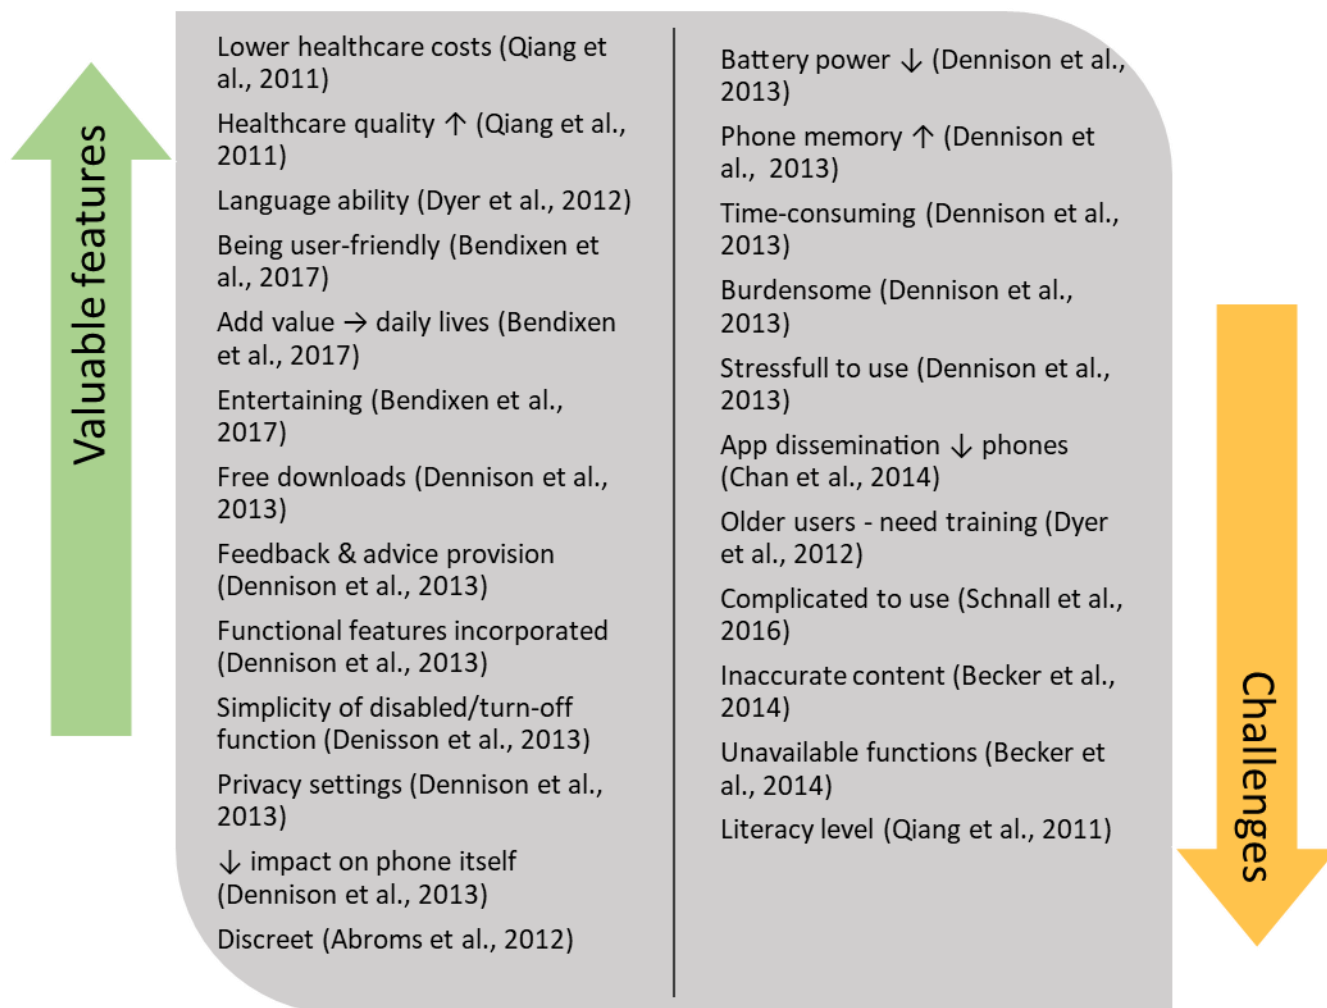 Valuable features
Lower healthcare costs (Qiang et
al., 2011)
Healthcare quality ↑ (Qiang et al.,
2011)
Language ability (Dyer et al., 2012)
Being user-friendly (Bendixen et
al., 2017)
Add value → daily lives (Bendixen
et al., 2017)
Entertaining (Bendixen et al.,
2017)
Free downloads (Dennison et al.,
2013)
Feedback & advice provision
(Dennison et al., 2013)
Functional features incorporated
(Dennison et al., 2013)
Simplicity of disabled/turn-off
function (Denisson et al., 2013)
Privacy settings (Dennison et al.,
2013)
↓ impact on phone itself
(Dennison et al., 2013)
Discreet (Abroms et al., 2012)
Battery power ↓ (Dennison et al.,
2013)
Phone memory ↑ (Dennison et
al., 2013)
Time-consuming (Dennison et al.,
2013)
Burdensome (Dennison et al.,
2013)
Stressfull to use (Dennison et al.,
2013)
App dissemination ↓ phones
(Chan et al., 2014)
Older users - need training (Dyer
et al., 2012)
Complicated to use (Schnall et al.,
2016)
Inaccurate content (Becker et al.,
2014)
Unavailable functions (Becker et
al., 2014)
Literacy level (Qiang et al., 2011)
Challenges